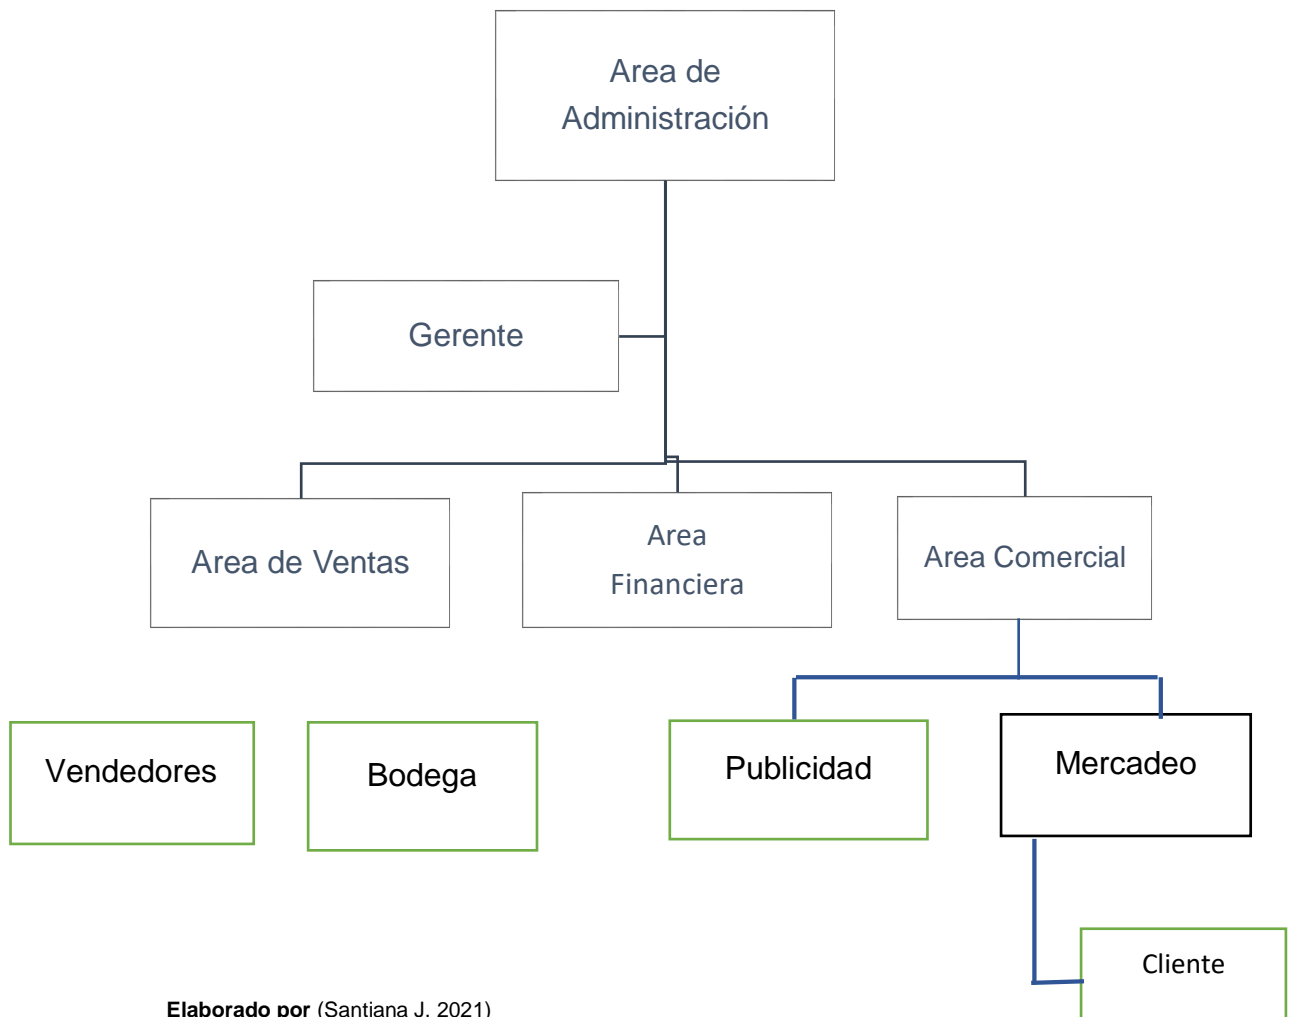 Area de
Administración
Gerente
Area de Ventas
Area
Financiera
Area Comercial
Vendedores
Bodega
Publicidad
Mercadeo
Cliente
Elaborado por (Santiana J. 2021)